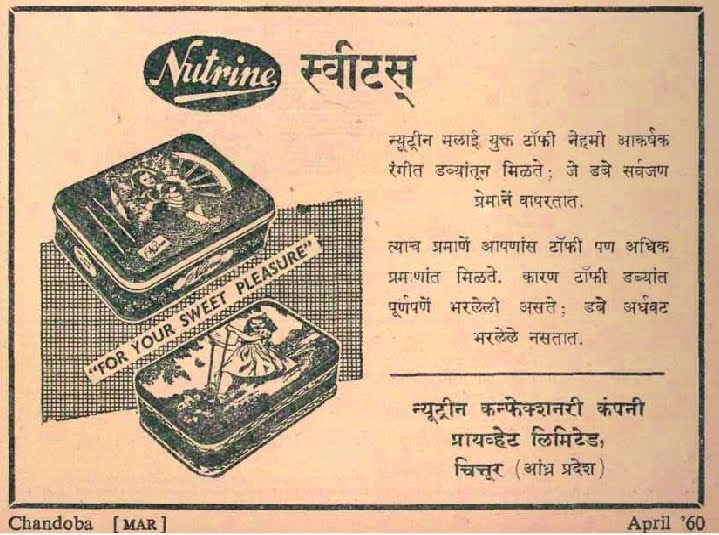 Nutrine स्वीटस्
न्यूट्रीन मलाई युक्त टॉफी नेहमी आकर्षक
रंगीत डब्यांतून मिळते; जे डबे सर्वजण
प्रेमानें वापरतात.
त्याच प्रमाणें आपणांस टॉफी पण अधिक
प्रमाणांत मिळते. कारण टॉफी डब्यांत
पूर्णपणें भरलेली असते; डबे अर्धवट
भरलेले नसतात.
"FOR YOUR SWEET PLEASURE"
न्यूट्रीन कन्फेक्शनरी कंपनी
प्रायव्हेट लिमिटेड,
चित्तूर (आंध्र प्रदेश)
Chandoba [MAR] April '60